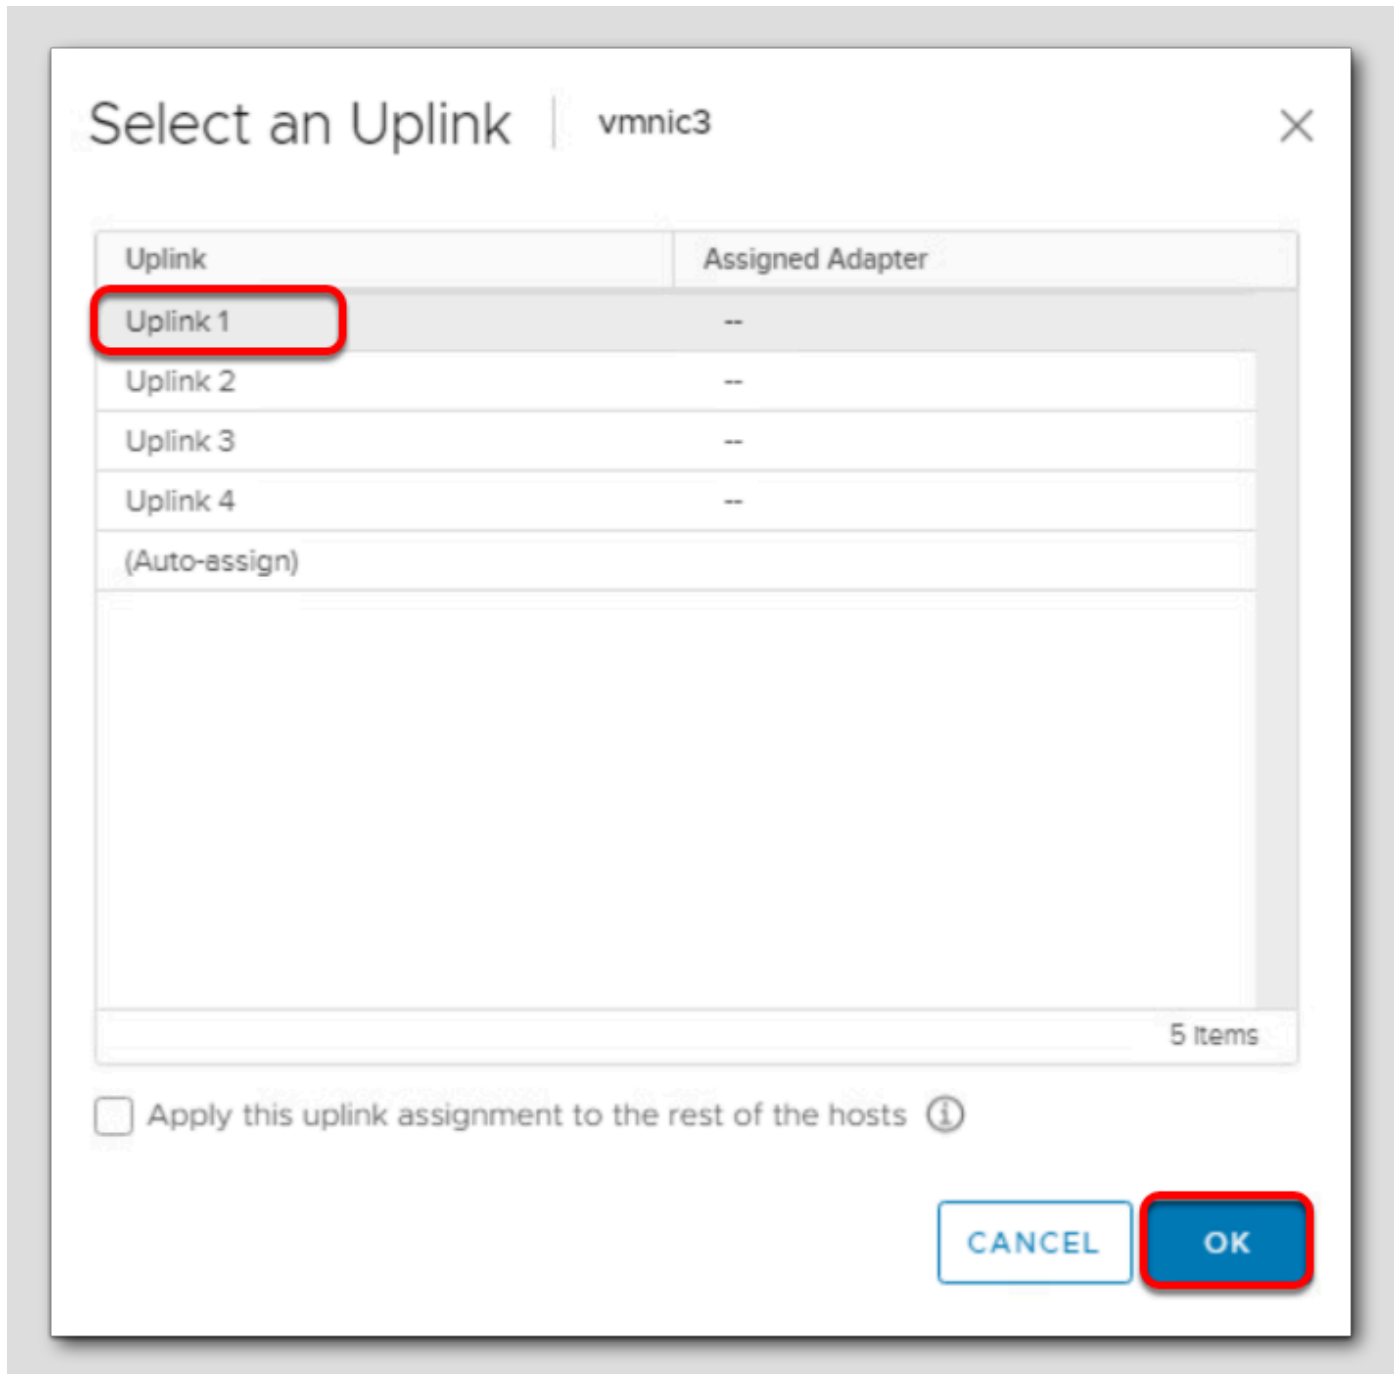 Select an Uplink vmnic3
Uplink Assigned Adapter
Uplink 1 --
Uplink 2 --
Uplink 3 --
Uplink 4 --
(Auto-assign)
5 items
Apply this uplink assignment to the rest of the hosts
CANCEL OK